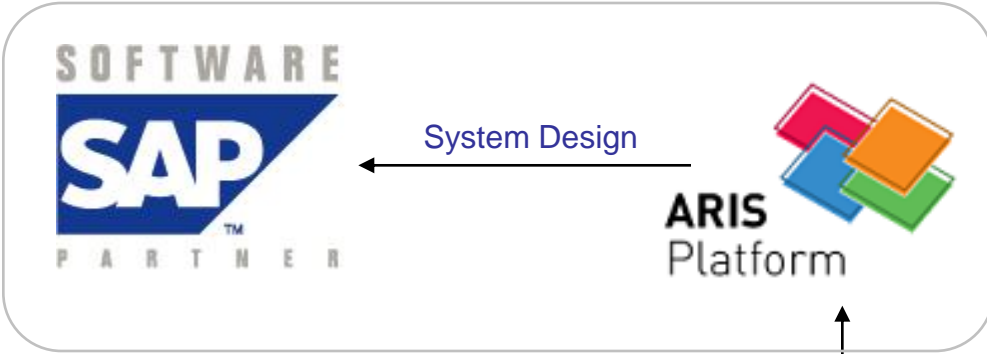 SOFTWARE
SAP
TM
PARTNER
System Design
ARIS
Platform